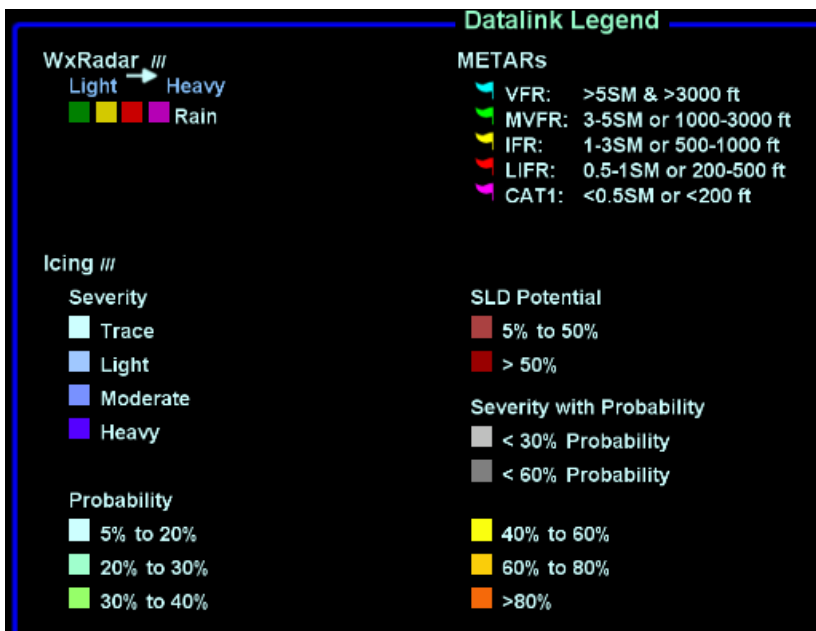 Datalink Legend
WxRadar ///
Light Heavy
Rain
METARs
VFR: >5SM & >3000 ft
MVFR: 3-5SM or 1000-3000 ft
IFR: 1-3SM or 500-1000 ft
LIFR: 0.5-1SM or 200-500 ft
CAT1: <0.5SM or <200 ft
Icing ///
Severity
Trace
Light
Moderate
Heavy
SLD Potential
5% to 50%
> 50%
Severity with Probability
< 30% Probability
< 60% Probability
Probability
5% to 20%
20% to 30%
30% to 40%
40% to 60%
60% to 80%
>80%